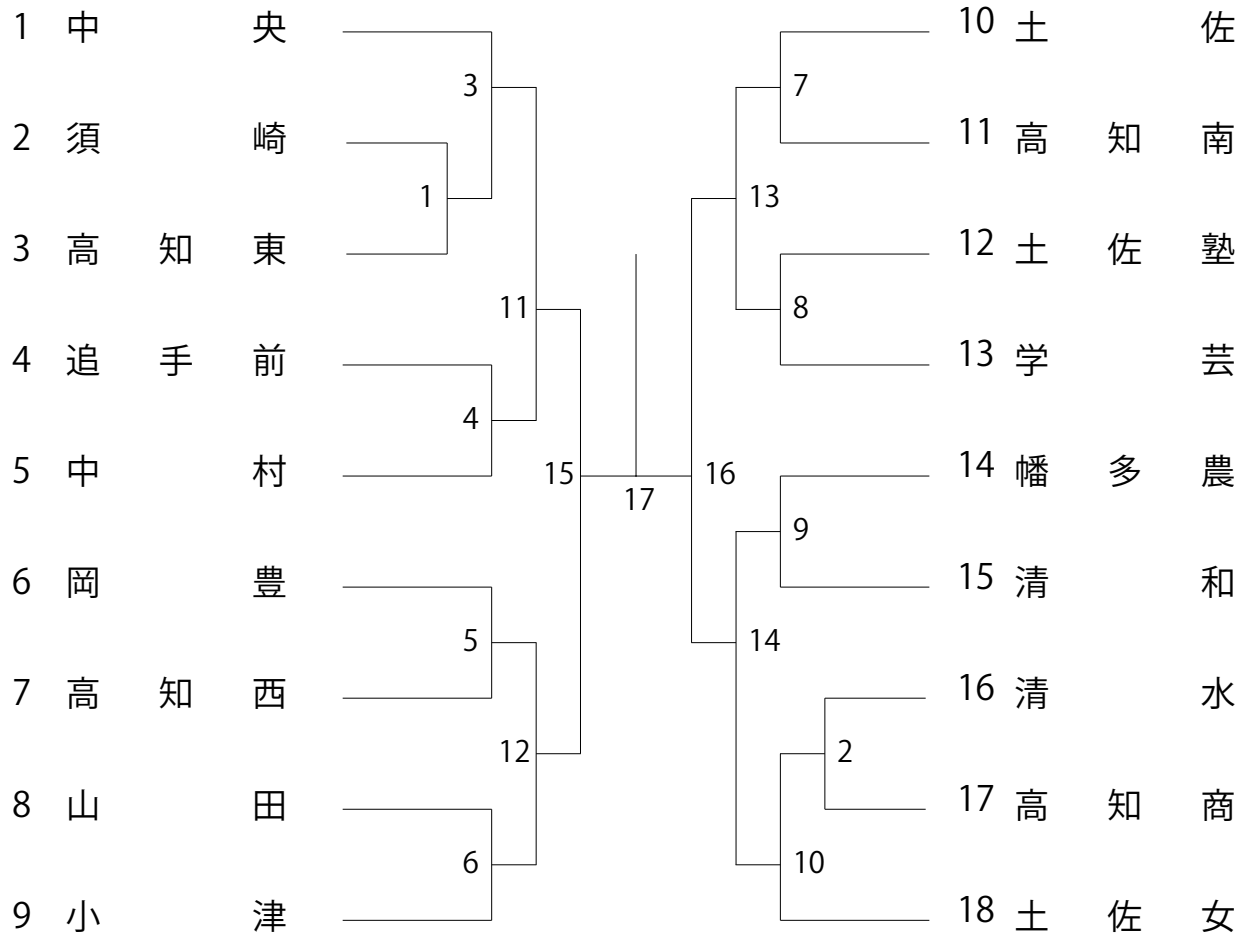 1 中央
2 須崎
3 高知東
4 追手前
5 中村
6 岡豊
7 高知西
8 山田
9 小津
3
1
11
4
15
5
12
6
17
10 土佐
11 高知南
12 土佐塾
13 学芸
14 幡多農
15 清和
16 清水
17 高知商
18 土佐女
7
13
8
16
9
14
2
10